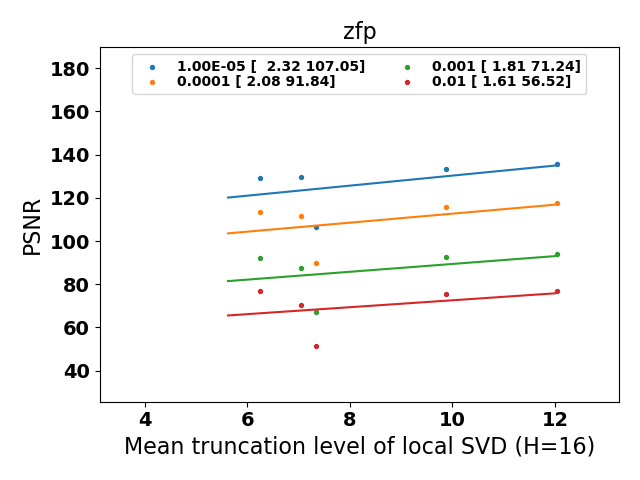 zfp
1.00E-05 [  2.32 107.05]
0.0001 [ 2.08 91.84]
0.001 [ 1.81 71.24]
0.01 [ 1.61 56.52]
180
160
140
120
100
80
60
40
PSNR
4 6 8 10 12
Mean truncation level of local SVD (H=16)